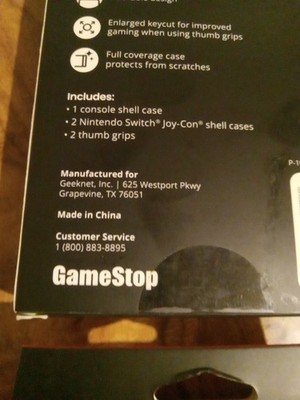 design
Enlarged keycut for improved
gaming when using thumb grips
Full coverage case
protects from scratches
Includes:
• 1 console shell case
• 2 Nintendo Switch® Joy-Con® shell cases
• 2 thumb grips
Manufactured for
Geeknet, Inc. | 625 Westport Pkwy
Grapevine, TX 76051
Made in China
Customer Service
1 (800) 883-8895
GameStop